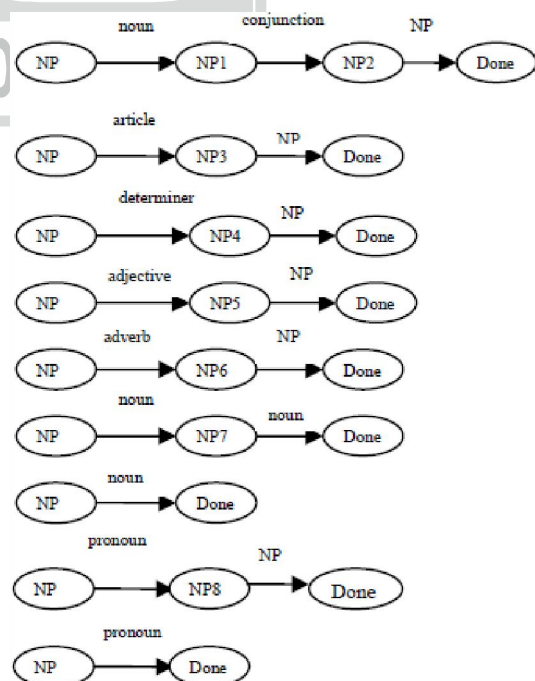 noun conjunction NP
NP NP1 NP2 Done
article NP
NP NP3 Done
determiner NP
NP NP4 Done
adjective NP
NP NP5 Done
adverb NP
NP NP6 Done
noun noun
NP NP7 Done
noun
NP Done
pronoun NP
NP NP8 Done
pronoun
NP Done